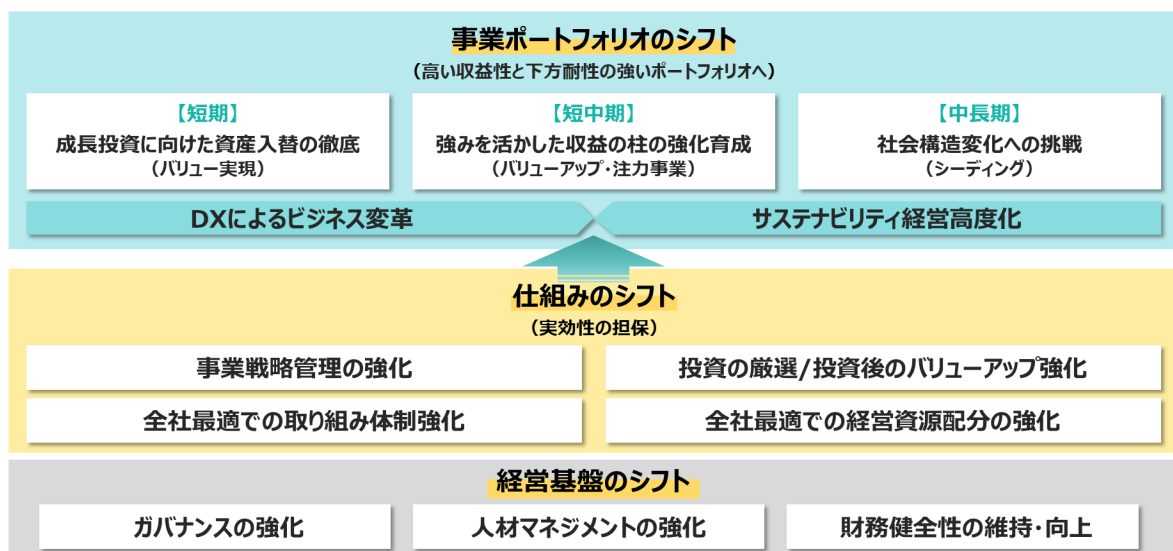 事業ポートフォリオのシフト
（高い収益性と下方耐性の強いポートフォリオへ）
【短期】
成長投資に向けた資産入替の徹底
（バリュー実現）
【短中期】
強みを活かした収益の柱の強化育成
（バリューアップ・注力事業）
【中長期】
社会構造変化への挑戦
（シーディング）
DXによるビジネス変革
サステナビリティ経営高度化
仕組みのシフト
（実効性の担保）
事業戦略管理の強化
投資の厳選/投資後のバリューアップ強化
全社最適での取り組み体制強化
全社最適での経営資源配分の強化
経営基盤のシフト
ガバナンスの強化
人材マネジメントの強化
財務健全性の維持・向上